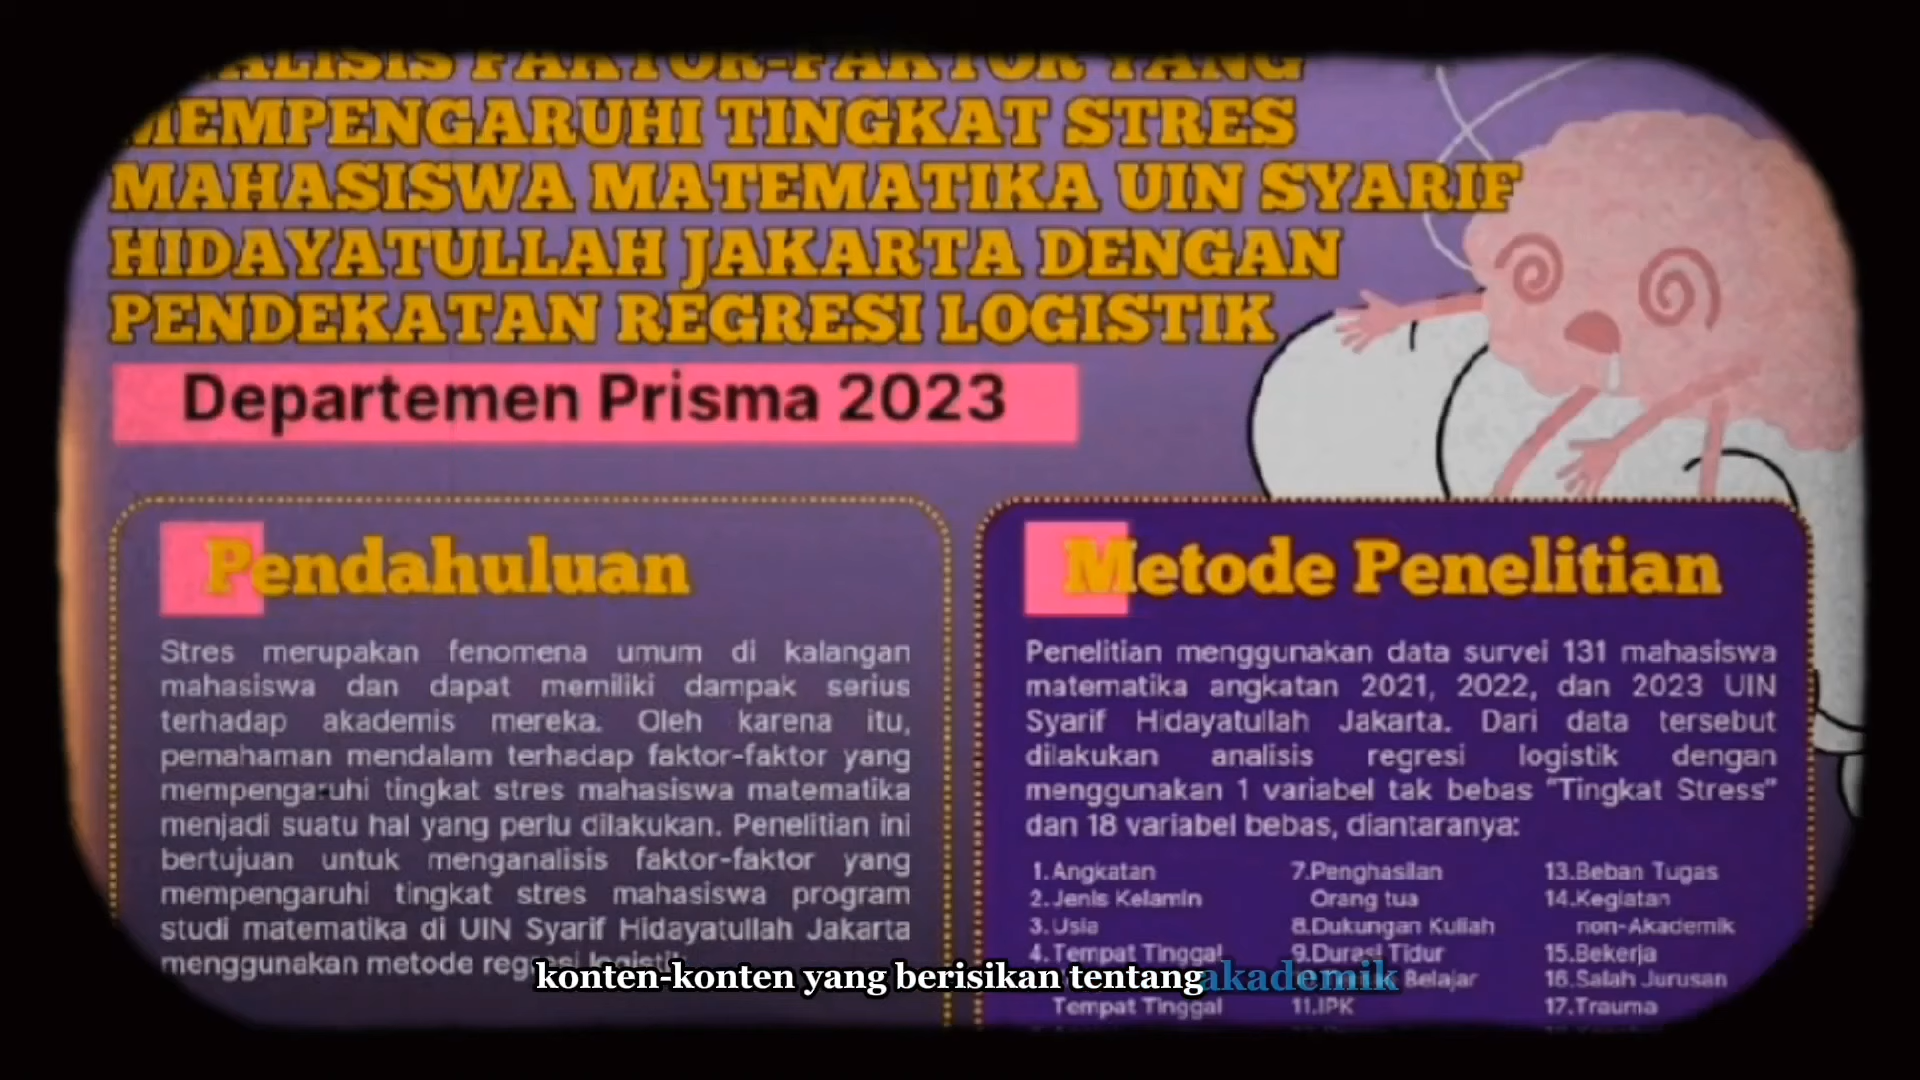 ANALISIS FAKTOR-FAKTOR YANG
MEMPENGARUHI TINGKAT STRES
MAHASISWA MATEMATIKA UIN SYARIF
HIDAYATULLAH JAKARTA DENGAN
PENDEKATAN REGRESI LOGISTIK
Departemen Prisma 2023
Pendahuluan
Stres merupakan fenomena umum di kalangan
mahasiswa dan dapat memiliki dampak serius
terhadap akademis mereka. Oleh karena itu,
pemahaman mendalam terhadap faktor-faktor yang
mempengaruhi tingkat stres mahasiswa matematika
menjadi suatu hal yang perlu dilakukan. Penelitian ini
bertujuan untuk menganalisis faktor-faktor yang
mempengaruhi tingkat stres mahasiswa program
studi matematika di UIN Syarif Hidayatullah Jakarta
menggunakan metode regresi logistik
Metode Penelitian
Penelitian menggunakan data survei 131 mahasiswa
matematika angkatan 2021, 2022, dan 2023 UIN
Syarif Hidayatullah Jakarta. Dari data tersebut
dilakukan analisis regresi logistik dengan
menggunakan 1 variabel tak bebas "Tingkat Stress"
dan 18 variabel bebas, diantaranya:
1.Angkatan
2.Jenis Kelamin
3.Usia
4.Tempat Tinggal
Tempat Tinggal
7.Penghasilan
Orang tua
8.Dukungan Kuliah
9.Durasi Tidur
Belajar
11.IPK
13.Beban Tugas
14.Kegiatan
non-Akademik
15.Bekerja
16.Salah Jurusan
17.Trauma
konten-konten yang berisikan tentang akademik